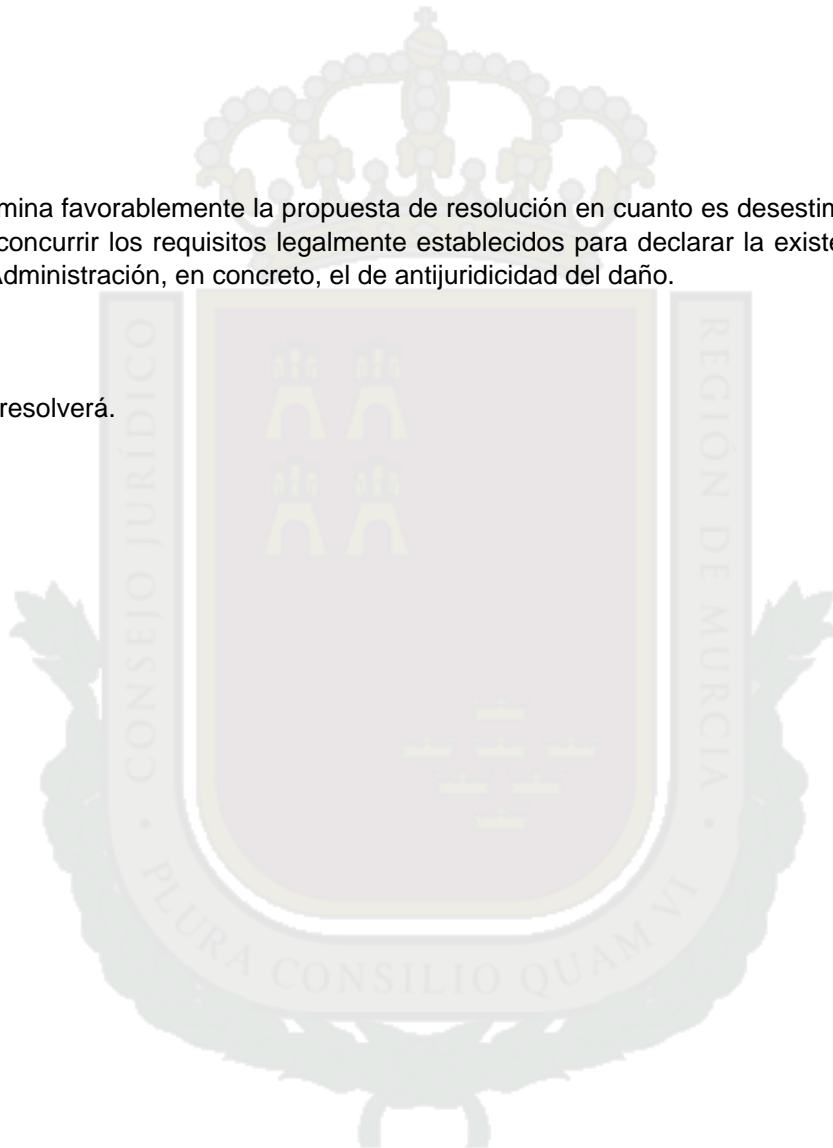 mina favorablemente la propuesta de resolución en cuanto es desestim
concurrir los requisitos legalmente establecidos para declarar la existe
Administración, en concreto, el de antijuridicidad del daño.
resolverá.
· CONSEJO JURÍDICO
REGIÓN DE MURCIA ·
PLURA CONSILIO QUAM VI